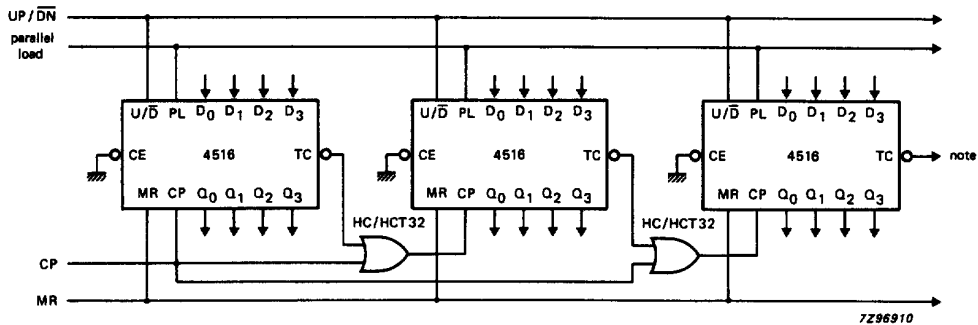 UP/D̅N̅
parallel
load
U/D̅ PL D0 D1 D2 D3
CE 4516 TC
MR CP Q0 Q1 Q2 Q3
U/D̅ PL D0 D1 D2 D3
CE 4516 TC
MR CP Q0 Q1 Q2 Q3
U/D̅ PL D0 D1 D2 D3
CE 4516 TC
MR CP Q0 Q1 Q2 Q3
note
HC/HCT32
HC/HCT32
CP
MR
7Z96910